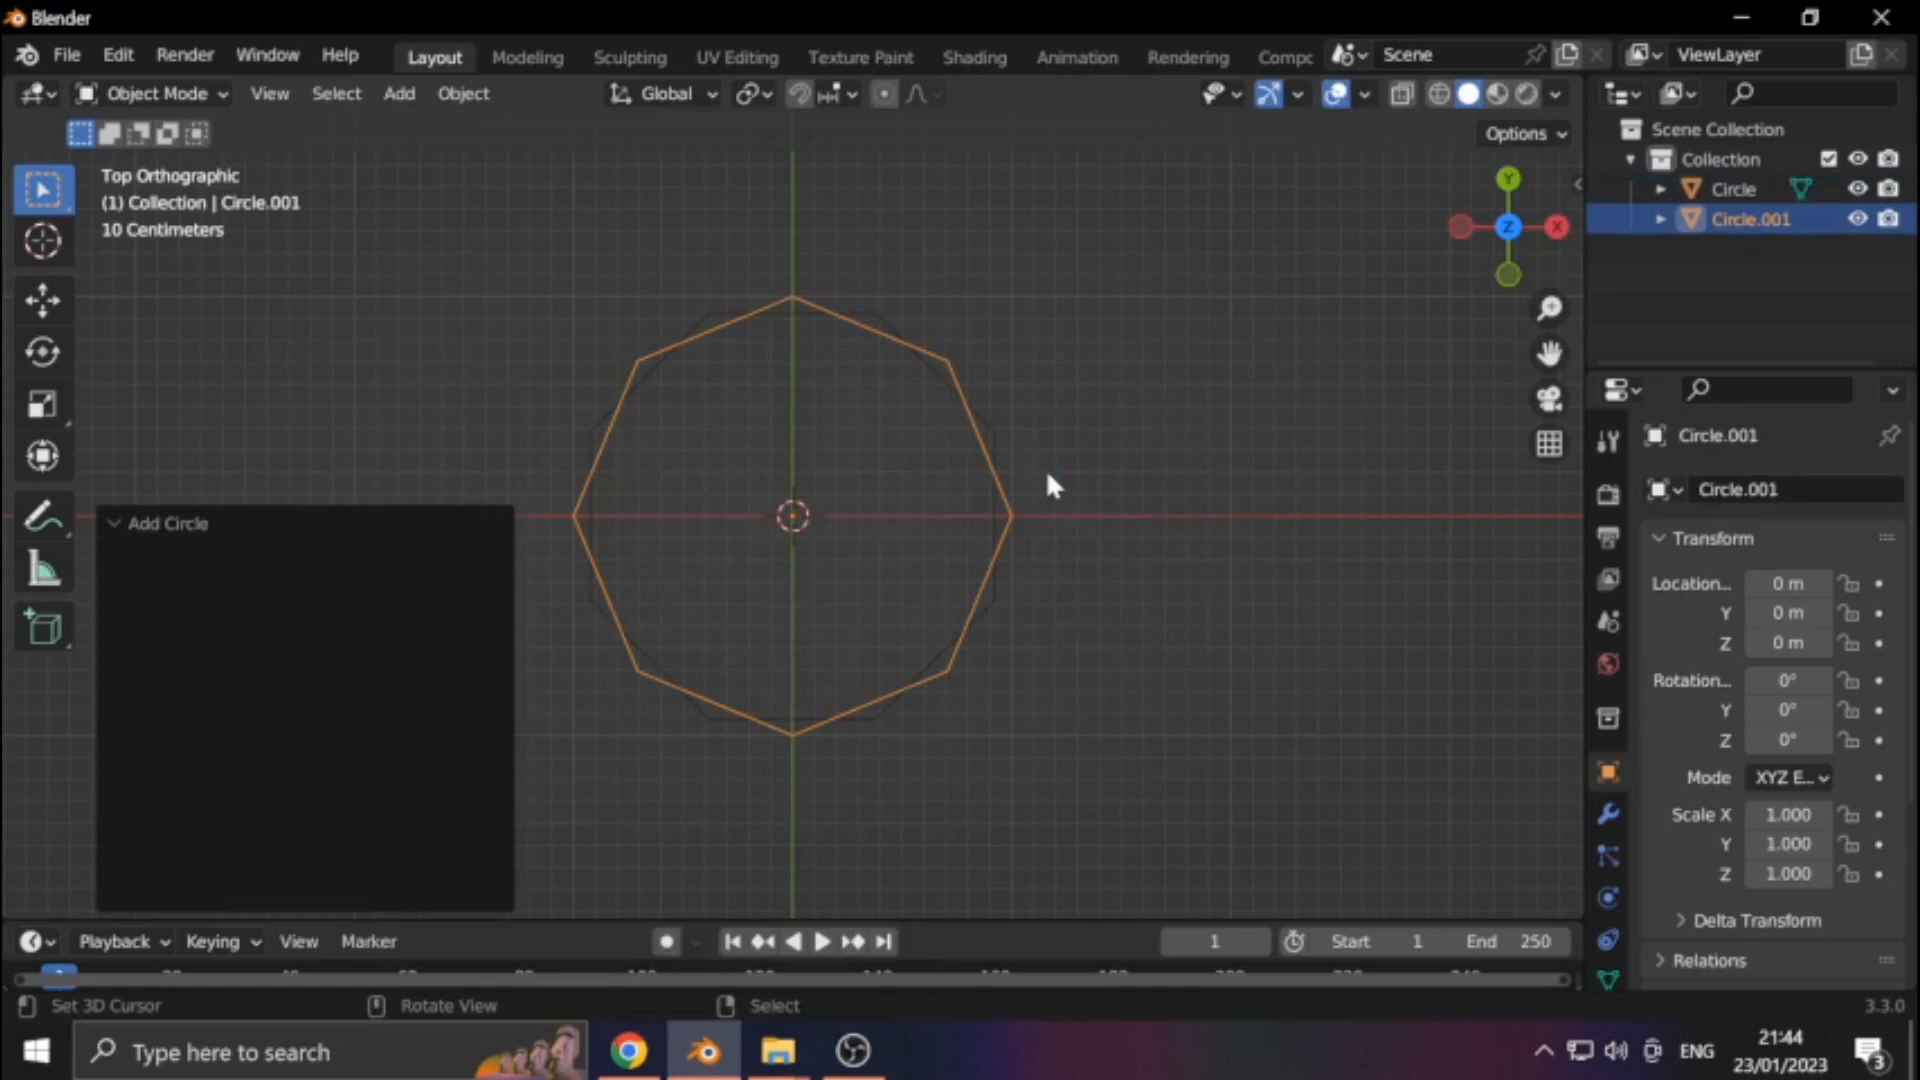 Blender
File Edit Render Window Help Layout Modeling Sculpting UV Editing Texture Paint Shading Animation Rendering Compc Scene ViewLayer
Object Mode View Select Add Object Global
Options
Top Orthographic
(1) Collection | Circle.001
10 Centimeters
Y
Z X
Add Circle
Scene Collection
Collection
Circle
Circle.001
Circle.001
Circle.001
Transform
Location... 0 m
Y 0 m
Z 0 m
Rotation... 0°
Y 0°
Z 0°
Mode XYZ E...
Scale X 1.000
Y 1.000
Z 1.000
Delta Transform
Relations
Playback Keying View Marker 1 Start 1 End 250
Set 3D Cursor Rotate View Select 3.3.0
Type here to search ENG 21:44
23/01/2023 3